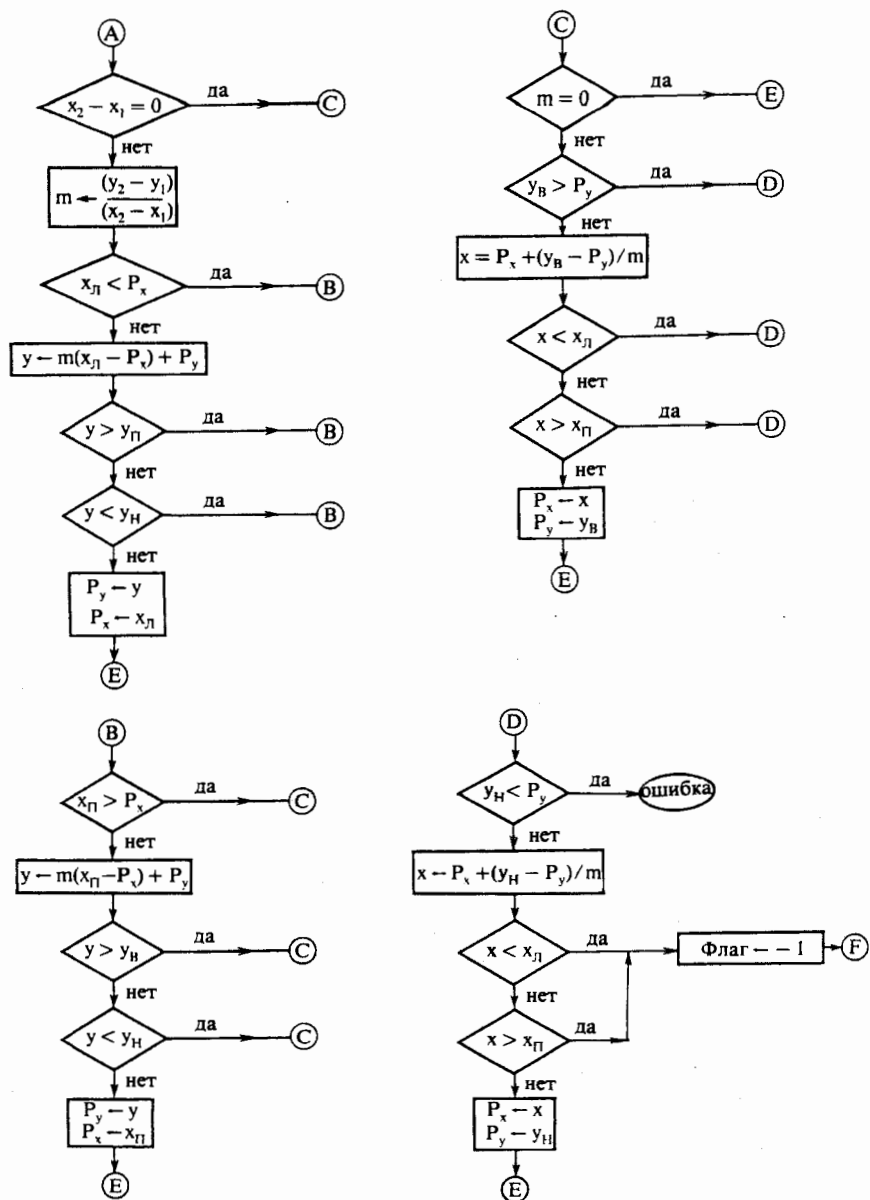 A
x₂ − x₁ = 0
да
C
нет
m ← (y₂ − y₁)
(x₂ − x₁)
x_Л < P_x
да
B
нет
y ← m(x_Л − P_x) + P_y
y > y_П
да
B
нет
y < y_Н
да
B
нет
P_y ← y
P_x ← x_Л
E
C
m = 0
да
E
нет
y_В > P_y
да
D
нет
x = P_x + (y_В − P_y)/m
x < x_Л
да
D
нет
x > x_П
да
D
нет
P_x ← x
P_y ← y_В
E
B
x_П > P_x
да
C
нет
y ← m(x_П − P_x) + P_y
y > y_В
да
C
нет
y < y_Н
да
C
нет
P_y ← y
P_x ← x_П
E
D
y_Н < P_y
да
ошибка
нет
x ← P_x + (y_Н − P_y)/m
x < x_Л
да
Флаг ← − 1
F
нет
x > x_П
да
нет
P_x ← x
P_y ← y_Н
E